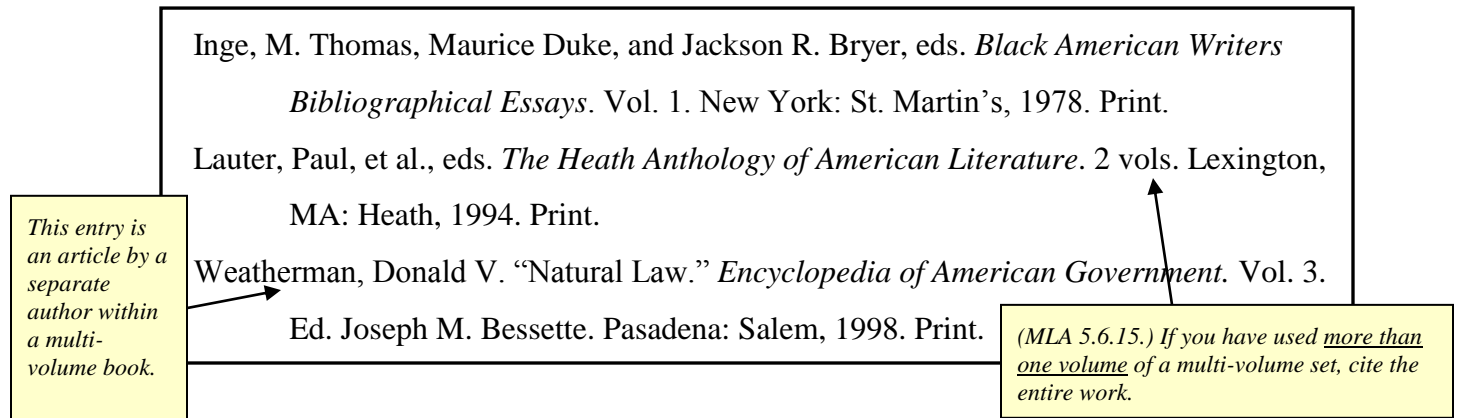 Inge, M. Thomas, Maurice Duke, and Jackson R. Bryer, eds. Black American Writers
Bibliographical Essays. Vol. 1. New York: St. Martin’s, 1978. Print.
Lauter, Paul, et al., eds. The Heath Anthology of American Literature. 2 vols. Lexington,
MA: Heath, 1994. Print.
Weatherman, Donald V. “Natural Law.” Encyclopedia of American Government. Vol. 3.
Ed. Joseph M. Bessette. Pasadena: Salem, 1998. Print.
This entry is
an article by a
separate
author within
a multi-
volume book.
(MLA 5.6.15.) If you have used more than
one volume of a multi-volume set, cite the
entire work.